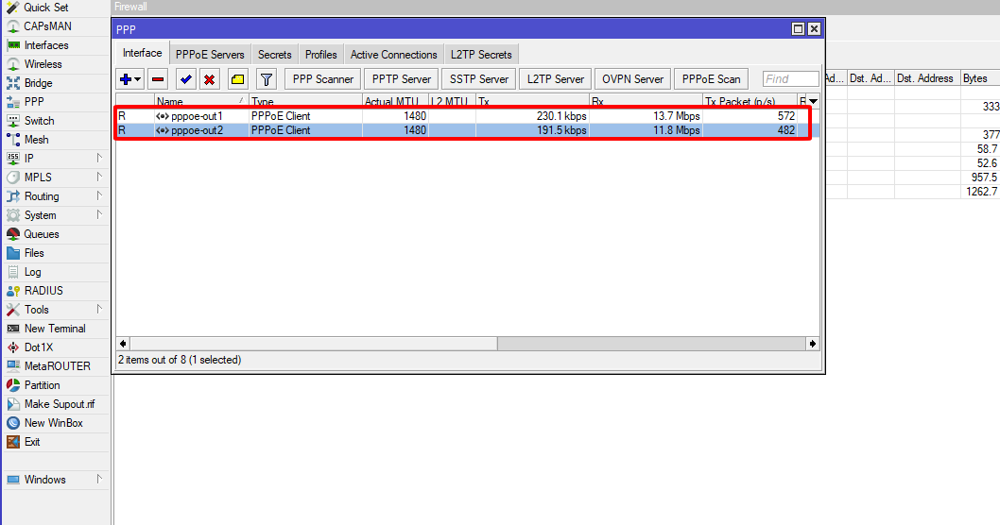 Quick Set
CAPsMAN
Interfaces
Wireless
Bridge
PPP
Switch
Mesh
IP
MPLS
Routing
System
Queues
Files
Log
RADIUS
Tools
New Terminal
Dot1X
MetaROUTER
Partition
Make Supout.rif
New WinBox
Exit
Windows
Firewall
PPP
Interface PPPoE Servers Secrets Profiles Active Connections L2TP Secrets
PPP Scanner PPTP Server SSTP Server L2TP Server OVPN Server PPPoE Scan Find
Name Type Actual MTU L2 MTU Tx Rx Tx Packet (p/s)
R pppoe-out1 PPPoE Client 1480 230.1 kbps 13.7 Mbps 572
R pppoe-out2 PPPoE Client 1480 191.5 kbps 11.8 Mbps 482
2 items out of 8 (1 selected)
Ad... Dst. Ad... Dst. Address Bytes
333
377
58.7
52.6
957.5
1262.7